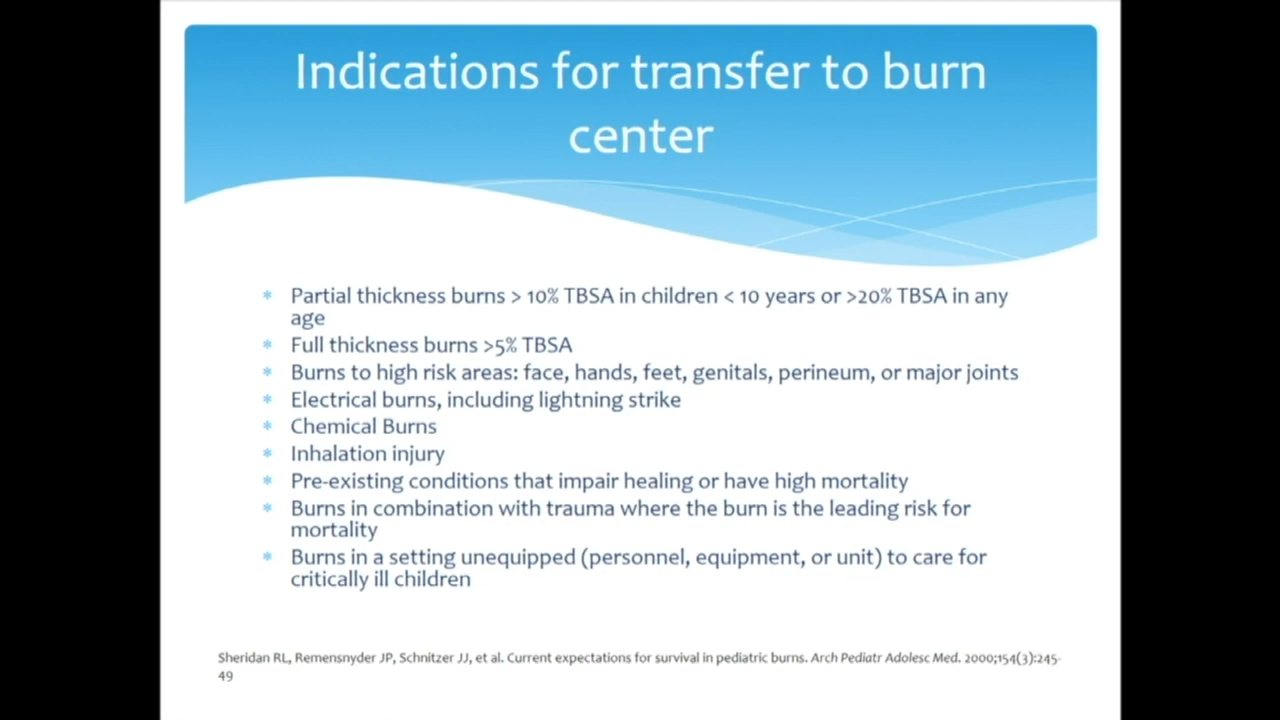 Indications for transfer to burn
center
* Partial thickness burns > 10% TBSA in children < 10 years or >20% TBSA in any
age
* Full thickness burns >5% TBSA
* Burns to high risk areas: face, hands, feet, genitals, perineum, or major joints
* Electrical burns, including lightning strike
* Chemical Burns
* Inhalation injury
* Pre-existing conditions that impair healing or have high mortality
* Burns in combination with trauma where the burn is the leading risk for
mortality
* Burns in a setting unequipped (personnel, equipment, or unit) to care for
critically ill children
Sheridan RL, Remensnyder JP, Schnitzer JJ, et al. Current expectations for survival in pediatric burns. Arch Pediatr Adolesc Med. 2000;154(3):245-
49